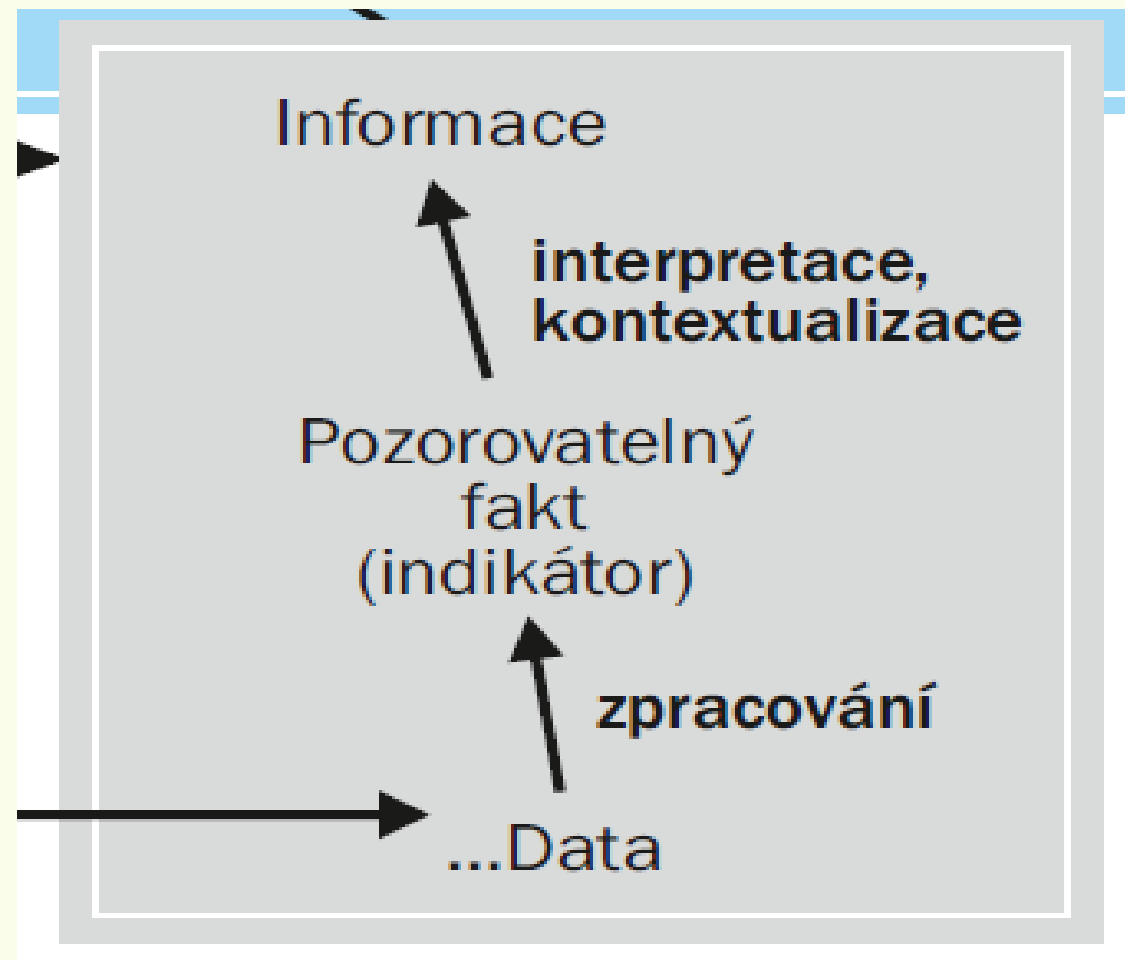 Informace
interpretace,
kontextualizace
Pozorovatelný
fakt
(indikátor)
zpracování
...Data